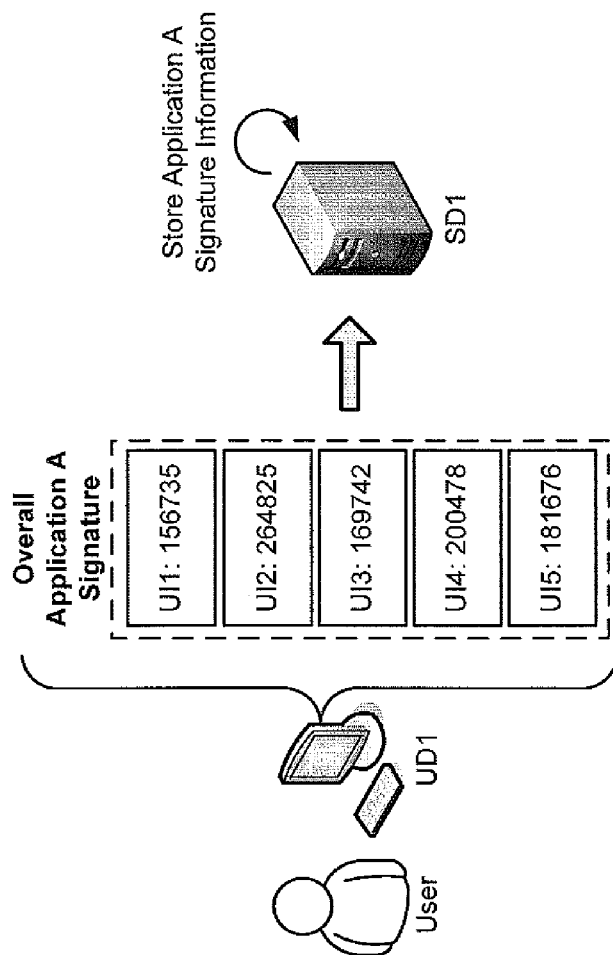 User
UD1
Overall
Application A
Signature
UI1: 156735
UI2: 264825
UI3: 169742
UI4: 200478
UI5: 181676
Store Application A
Signature Information
SD1